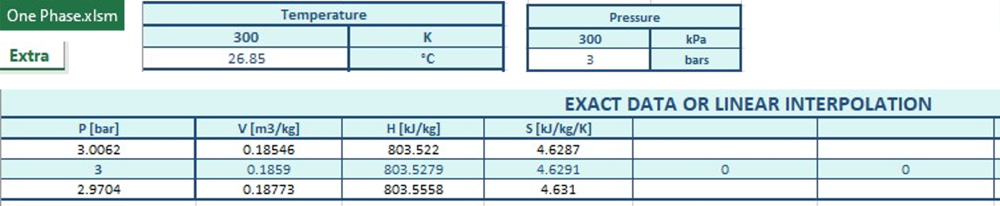 One Phase.xlsm
Extra
Temperature
300 K
26.85 °C
Pressure
300 kPa
3 bars
EXACT DATA OR LINEAR INTERPOLATION
P [bar] V [m3/kg] H [kJ/kg] S [kJ/kg/K]
3.0062 0.18546 803.522 4.6287
3 0.1859 803.5279 4.6291 0 0
2.9704 0.18773 803.5558 4.631